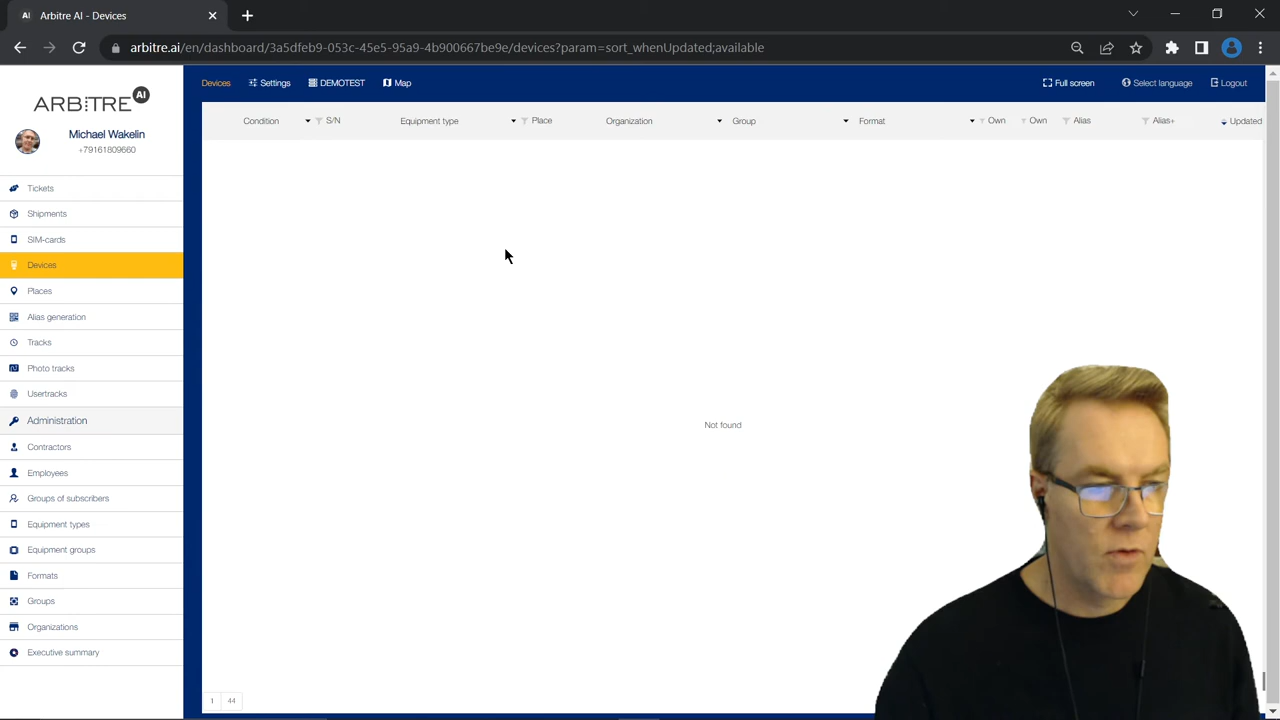 Arbitre AI - Devices
arbitre.ai/en/dashboard/3a5dfeb9-053c-45e5-95a9-4b900667be9e/devices?param=sort_whenUpdated;available
ARBITRE AI
Michael Wakelin
+79161809660
Tickets
Shipments
SIM-cards
Devices
Places
Alias generation
Tracks
Photo tracks
Usertracks
Administration
Contractors
Employees
Groups of subscribers
Equipment types
Equipment groups
Formats
Groups
Organizations
Executive summary
Devices Settings DEMOTEST Map Full screen Select language Logout
Condition S/N Equipment type Place Organization Group Format Own Own Alias Alias+ Updated
Not found
1 44